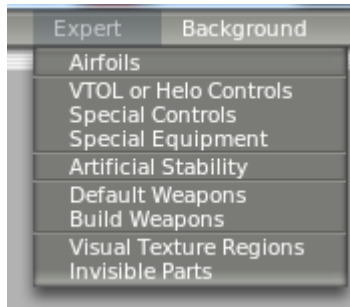 Expert Background
Airfoils
VTOL or Helo Controls
Special Controls
Special Equipment
Artificial Stability
Default Weapons
Build Weapons
Visual Texture Regions
Invisible Parts